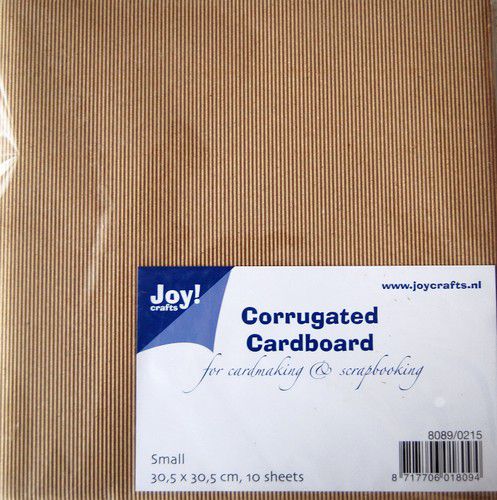 Joy!
crafts
www.joycrafts.nl
Corrugated
Cardboard
for cardmaking & scrapbooking
8089/0215
Small
30,5 x 30,5 cm, 10 sheets
8 717706 018094